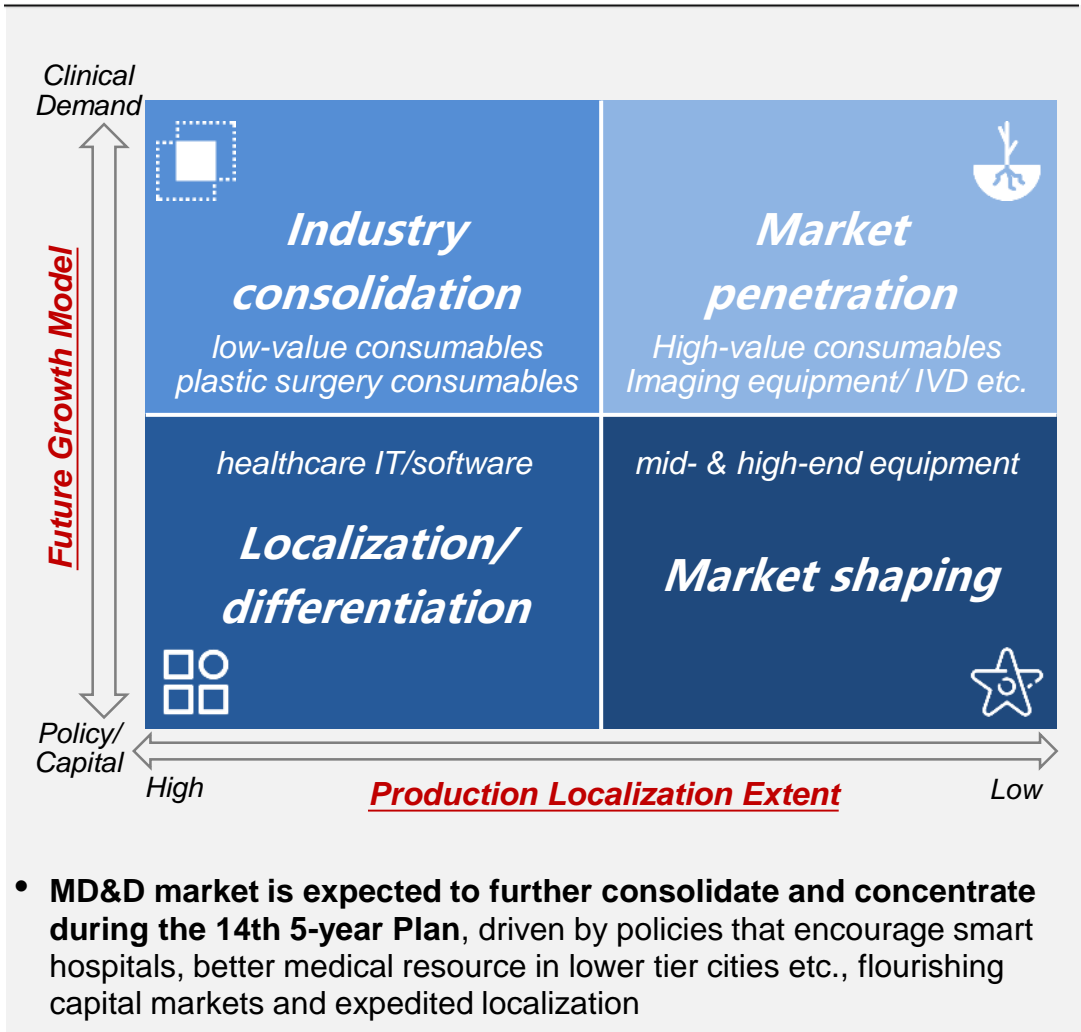 Clinical
Demand
Industry
consolidation
low-value consumables
plastic surgery consumables
Market
penetration
High-value consumables
Imaging equipment/ IVD etc.
Future Growth Model
healthcare IT/software
Localization/
differentiation
mid- & high-end equipment
Market shaping
Policy/
Capital
High
Production Localization Extent
Low
• MD&D market is expected to further consolidate and concentrate
during the 14th 5-year Plan, driven by policies that encourage smart
hospitals, better medical resource in lower tier cities etc., flourishing
capital markets and expedited localization